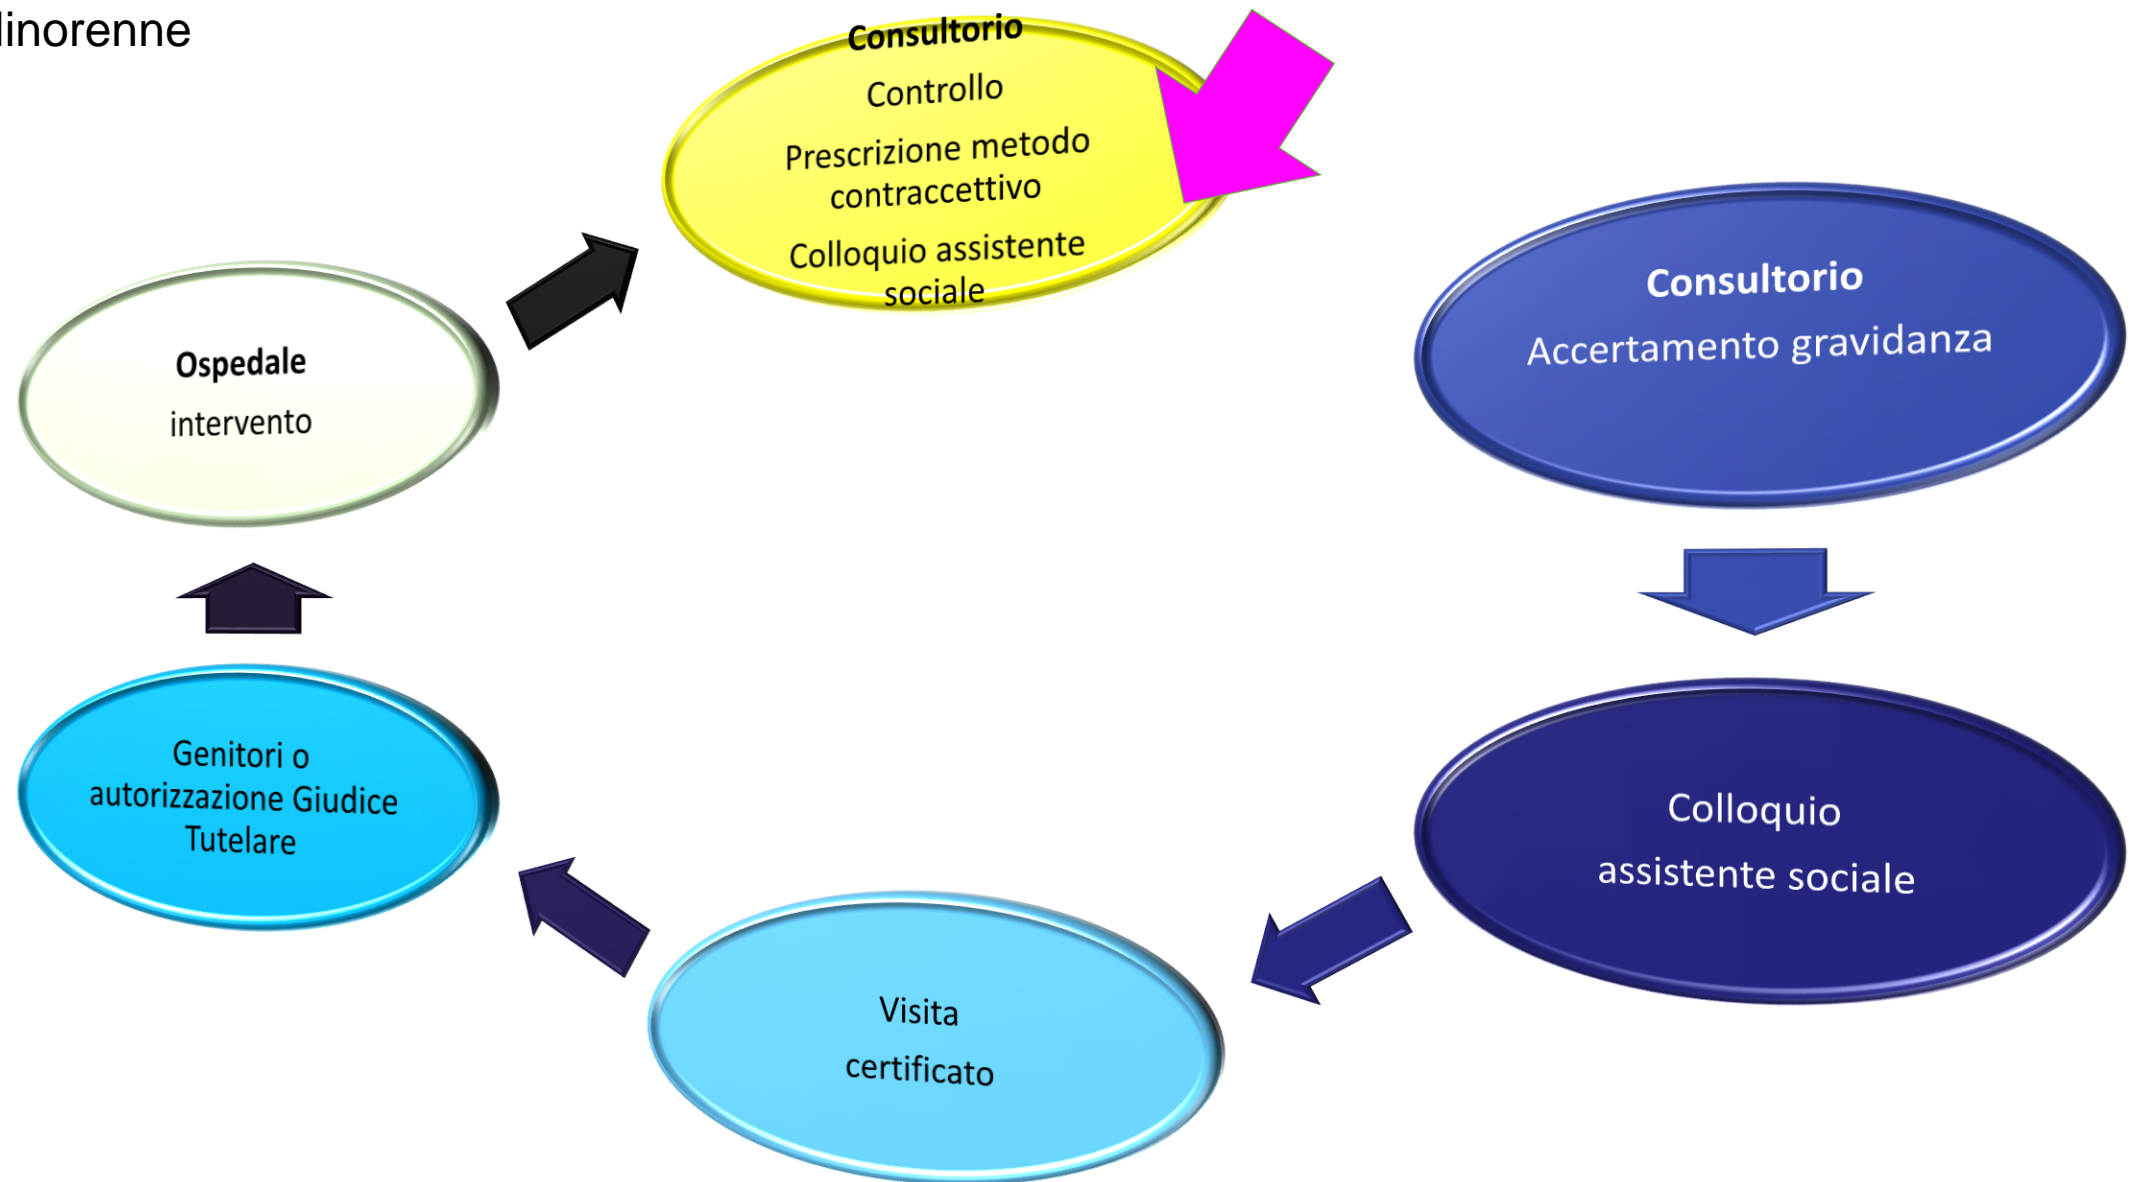 linorenne
Consultorio
Controllo
Prescrizione metodo
contraccettivo
Colloquio assistente
sociale
Consultorio
Accertamento gravidanza
Colloquio
assistente sociale
Visita
certificato
Genitori o
autorizzazione Giudice
Tutelare
Ospedale
intervento